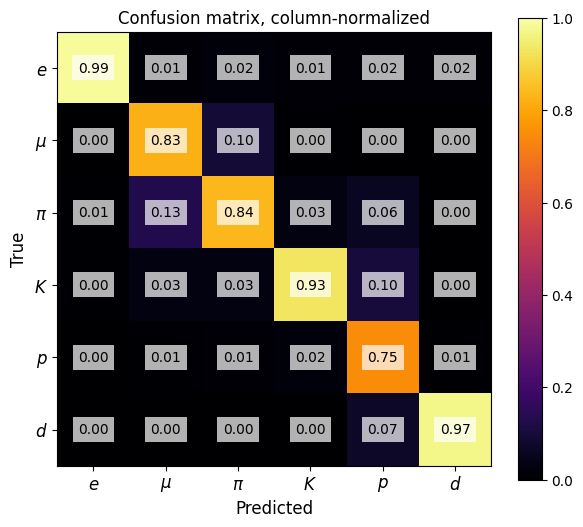 Confusion matrix, column-normalized
True
e 0.99 0.01 0.02 0.01 0.02 0.02
μ 0.00 0.83 0.10 0.00 0.00 0.00
π 0.01 0.13 0.84 0.03 0.06 0.00
K 0.00 0.03 0.03 0.93 0.10 0.00
p 0.00 0.01 0.01 0.02 0.75 0.01
d 0.00 0.00 0.00 0.00 0.07 0.97
e μ π K p d
Predicted
1.0
0.8
0.6
0.4
0.2
0.0